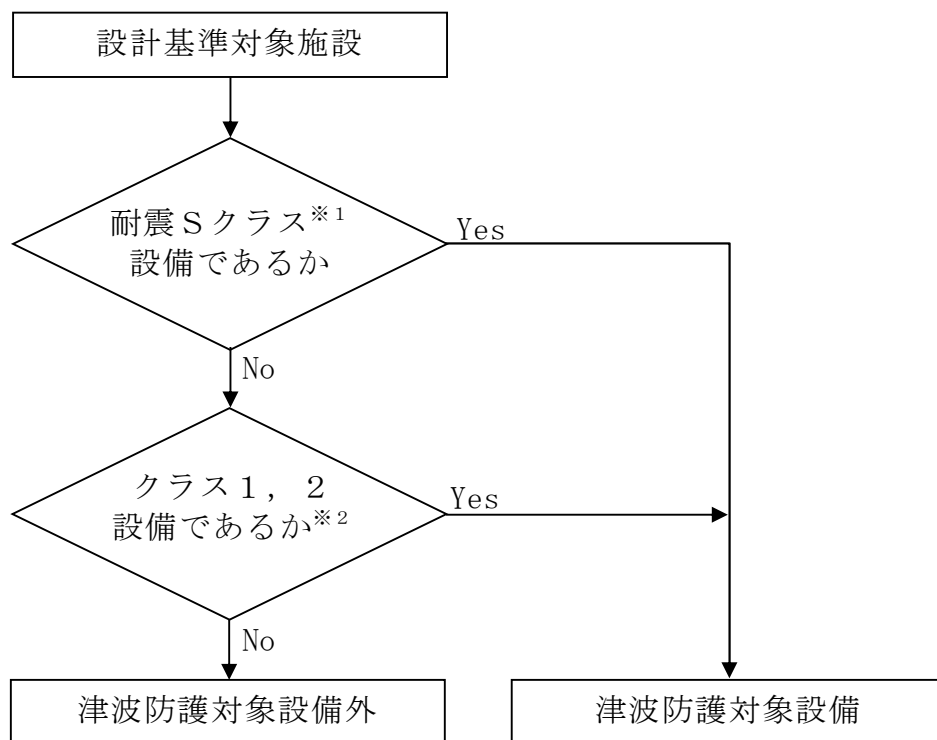 設計基準対象施設
耐震Ｓクラス※１
設備であるか
Yes
No
クラス１，２
設備であるか※２
Yes
No
津波防護対象設備外
津波防護対象設備